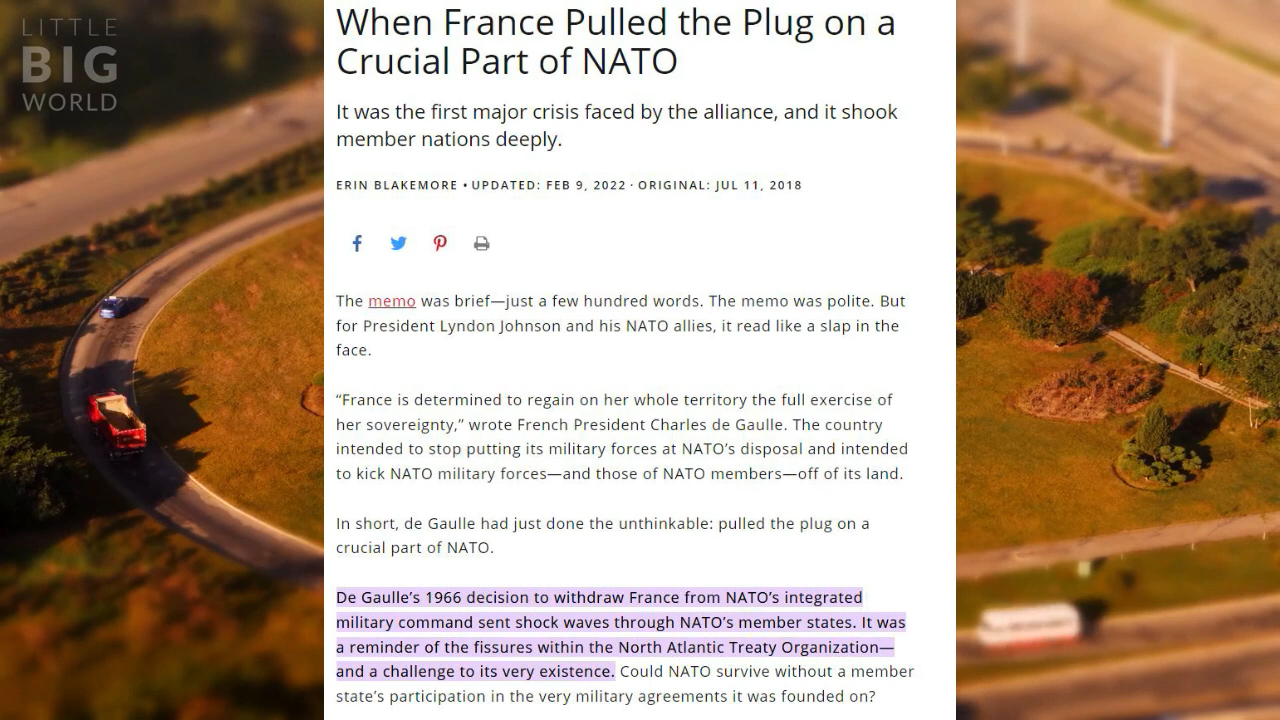 LITTLE
BIG
WORLD
When France Pulled the Plug on a
Crucial Part of NATO
It was the first major crisis faced by the alliance, and it shook
member nations deeply.
ERIN BLAKEMORE • UPDATED: FEB 9, 2022 · ORIGINAL: JUL 11, 2018
The memo was brief—just a few hundred words. The memo was polite. But
for President Lyndon Johnson and his NATO allies, it read like a slap in the
face.
“France is determined to regain on her whole territory the full exercise of
her sovereignty,” wrote French President Charles de Gaulle. The country
intended to stop putting its military forces at NATO’s disposal and intended
to kick NATO military forces—and those of NATO members—off of its land.
In short, de Gaulle had just done the unthinkable: pulled the plug on a
crucial part of NATO.
De Gaulle’s 1966 decision to withdraw France from NATO’s integrated
military command sent shock waves through NATO’s member states. It was
a reminder of the fissures within the North Atlantic Treaty Organization—
and a challenge to its very existence. Could NATO survive without a member
state’s participation in the very military agreements it was founded on?